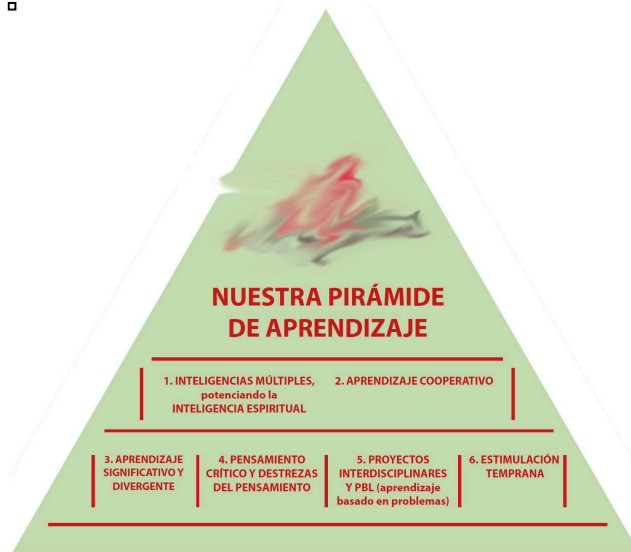 NUESTRA PIRÁMIDE
DE APRENDIZAJE
1. INTELIGENCIAS MÚLTIPLES,
potenciando la
INTELIGENCIA ESPIRITUAL
2. APRENDIZAJE COOPERATIVO
3. APRENDIZAJE
SIGNIFICATIVO Y
DIVERGENTE
4. PENSAMIENTO
CRÍTICO Y DESTREZAS
DEL PENSAMIENTO
5. PROYECTOS
INTERDISCIPLINARES
Y PBL (aprendizaje
basado en problemas)
6. ESTIMULACIÓN
TEMPRANA